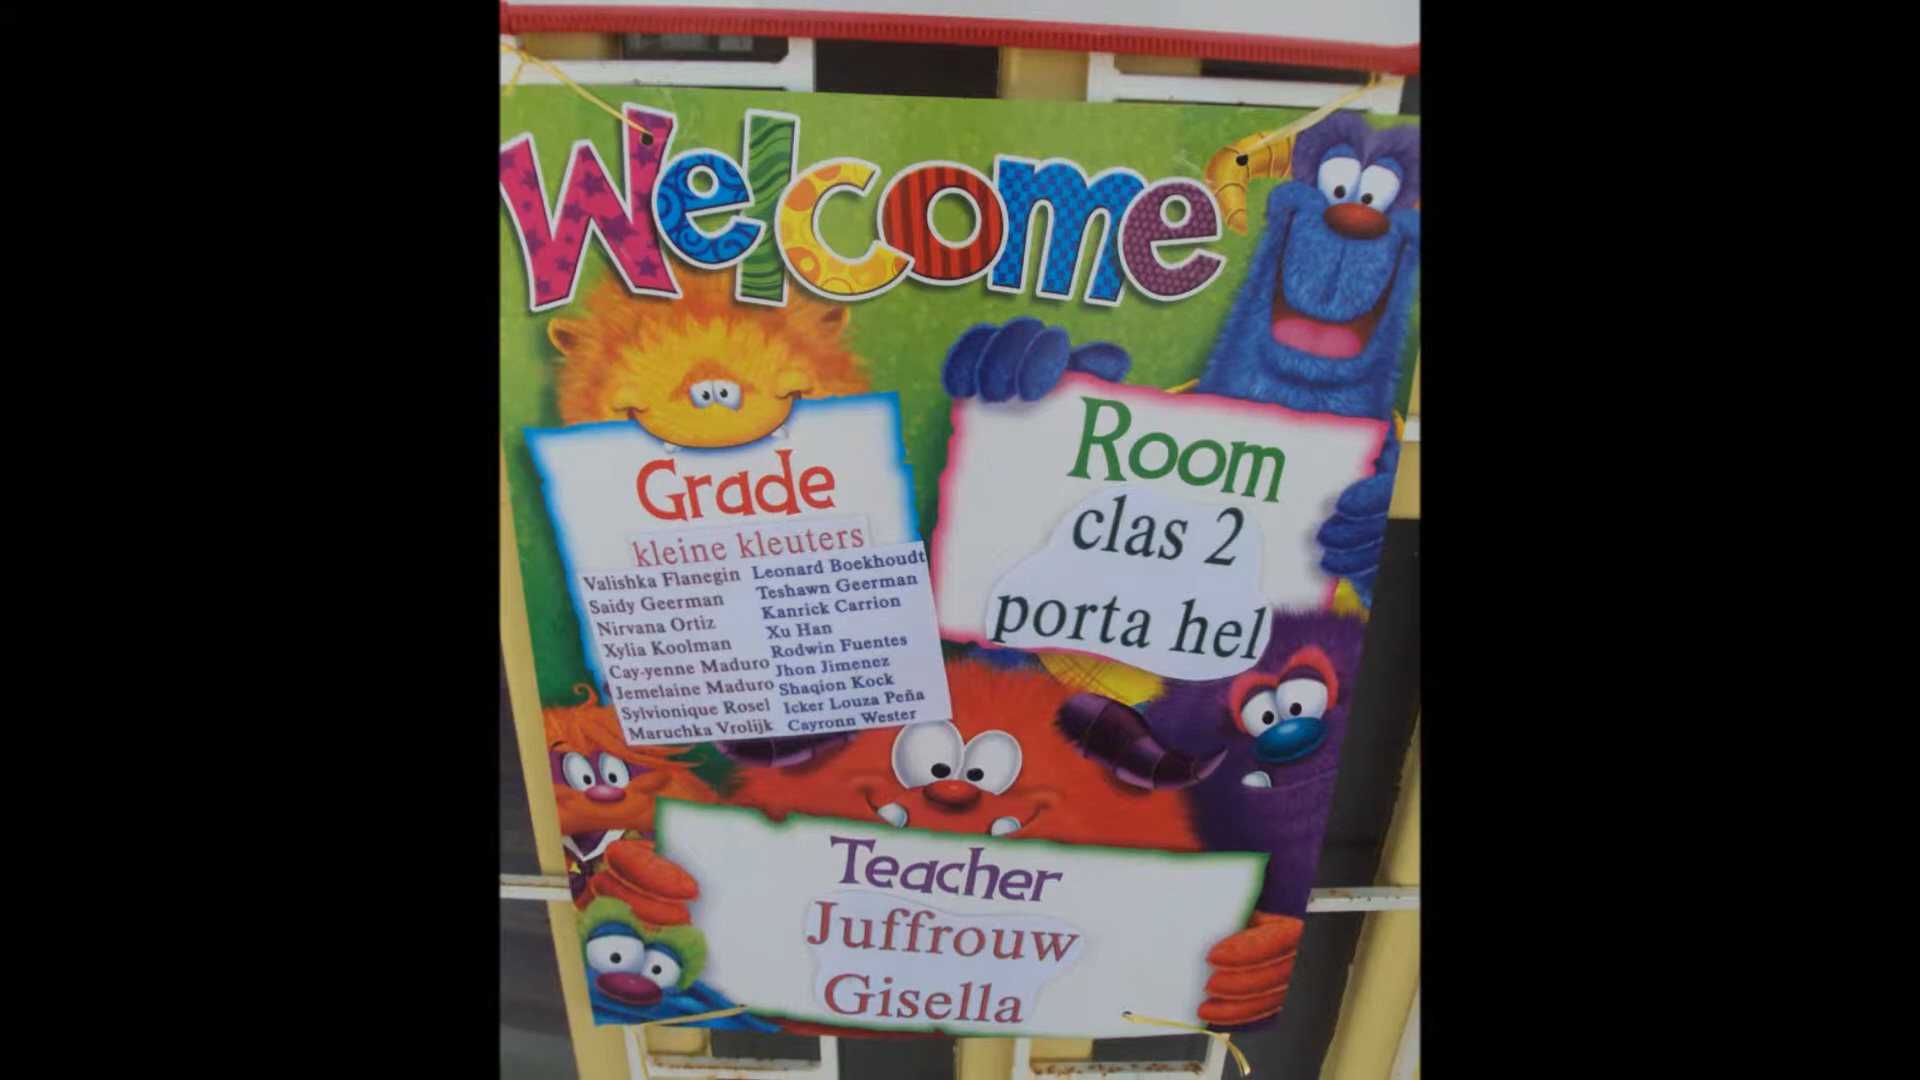 Welcome
Grade
kleine kleuters
Valishka Flanegin
Saidy Geerman
Nirvana Ortiz
Xylia Koolman
Cay-yenne Maduro
Jemelaine Maduro
Sylvionique Rosel
Maruchka Vrolijk
Leonard Boekhoudt
Teshawn Geerman
Kanrick Carrion
Xu Han
Rodwin Fuentes
Jhon Jimenez
Shaqion Kock
Icker Louza Peña
Cayronn Wester
Room
clas 2
porta hel
Teacher
Juffrouw
Gisella